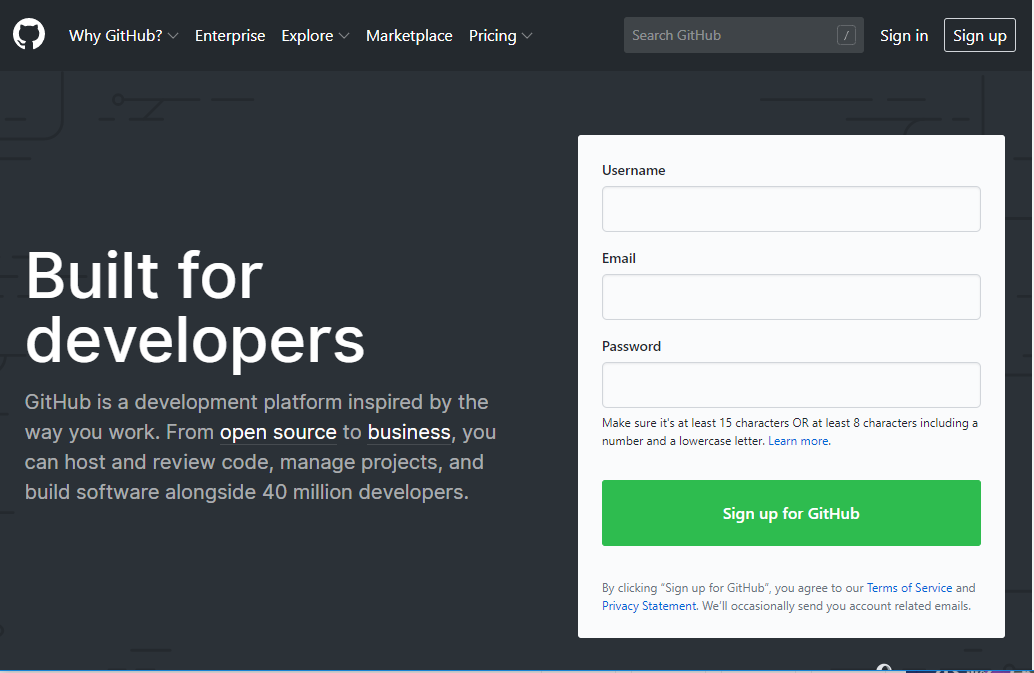 Why GitHub? Enterprise Explore Marketplace Pricing Search GitHub / Sign in Sign up
Built for
developers
GitHub is a development platform inspired by the
way you work. From open source to business, you
can host and review code, manage projects, and
build software alongside 40 million developers.
Username
Email
Password
Make sure it's at least 15 characters OR at least 8 characters including a
number and a lowercase letter. Learn more.
Sign up for GitHub
By clicking “Sign up for GitHub”, you agree to our Terms of Service and
Privacy Statement. We’ll occasionally send you account related emails.